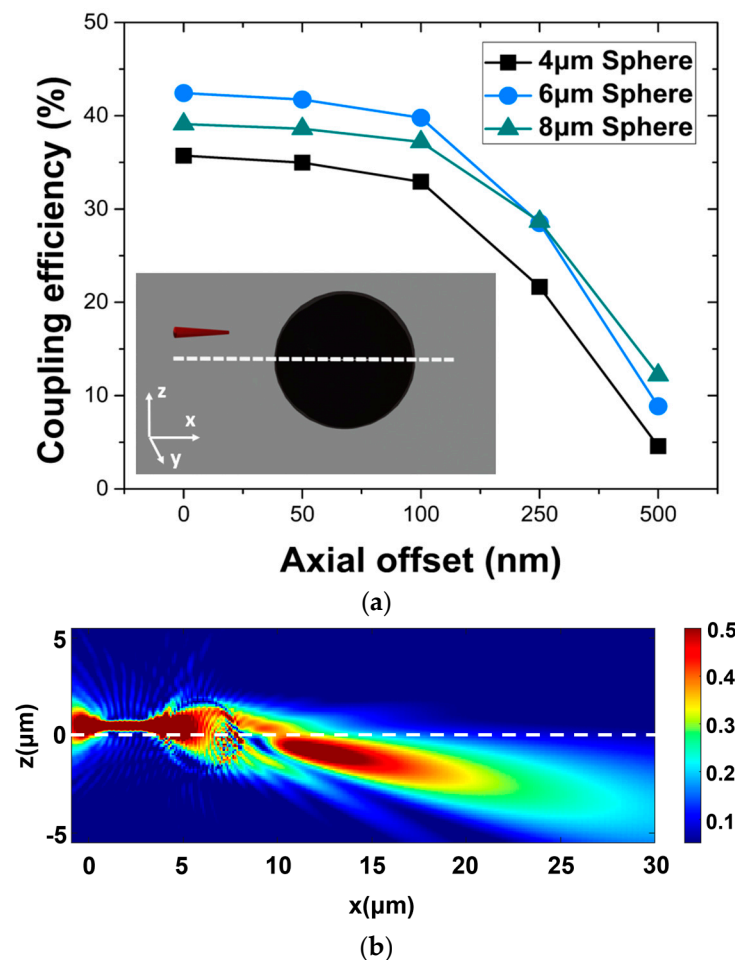 50
40
30
20
10
0
Coupling efficiency (%)
4μm Sphere
6μm Sphere
8μm Sphere
z
x
y
0 50 100 250 500
Axial offset (nm)
(a)
5
0
-5
z(μm)
0 5 10 15 20 25 30
x(μm)
0.5
0.4
0.3
0.2
0.1
(b)